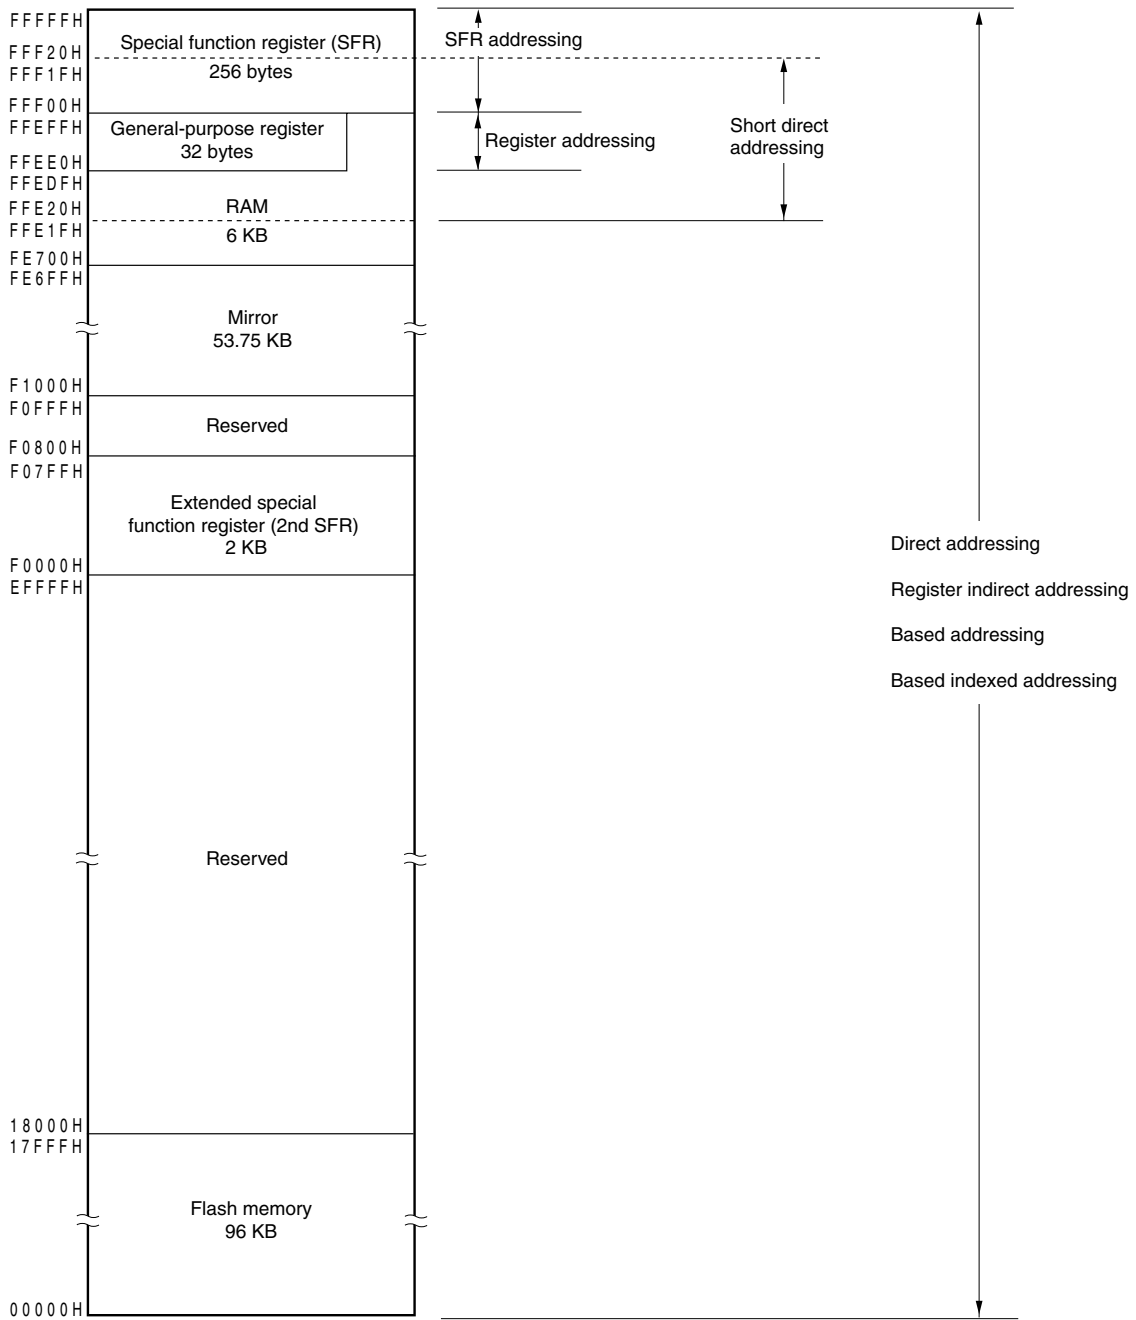 FFFFFH
FFF20H
FFF1FH
FFF00H
FFEFFH
FFEE0H
FFEDFH
FFE20H
FFE1FH
FE700H
FE6FFH
F1000H
F0FFFH
F0800H
F07FFH
F0000H
EFFFFH
18000H
17FFFH
00000H
Special function register (SFR)
256 bytes
General-purpose register
32 bytes
RAM
6 KB
Mirror
53.75 KB
Reserved
Extended special
function register (2nd SFR)
2 KB
Reserved
Flash memory
96 KB
SFR addressing
Register addressing
Short direct
addressing
Direct addressing
Register indirect addressing
Based addressing
Based indexed addressing